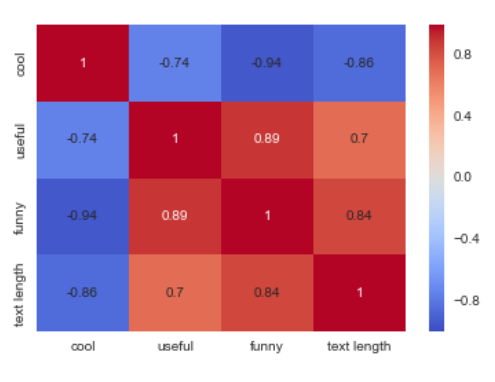 cool
1
-0.74
-0.94
-0.86
useful
-0.74
1
0.89
0.7
funny
-0.94
0.89
1
0.84
text length
-0.86
0.7
0.84
1
cool
useful
funny
text length
0.8
0.4
0.0
−0.4
−0.8